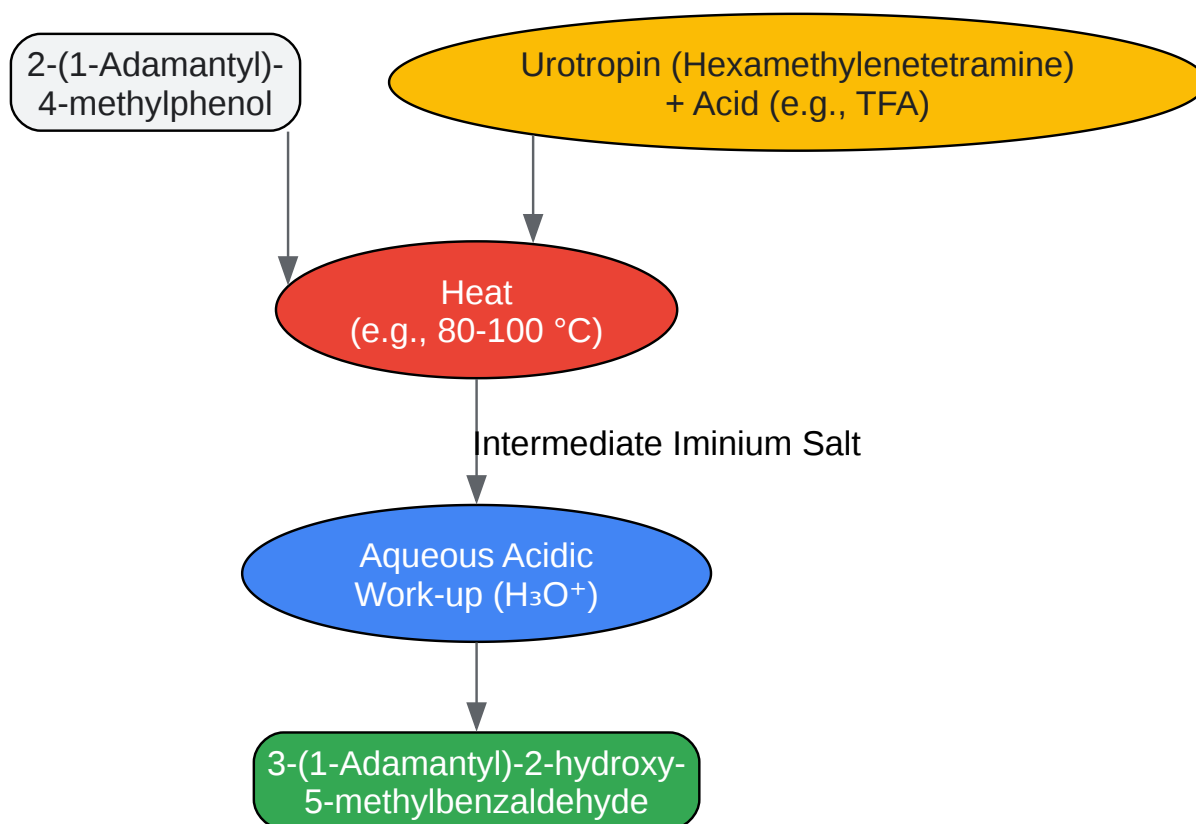 2-(1-Adamantyl)-
4-methylphenol
Urotropin (Hexamethylenetetramine)
+ Acid (e.g., TFA)
Heat
(e.g., 80-100 °C)
Intermediate Iminium Salt
Aqueous Acidic
Work-up (H₃O⁺)
3-(1-Adamantyl)-2-hydroxy-
5-methylbenzaldehyde